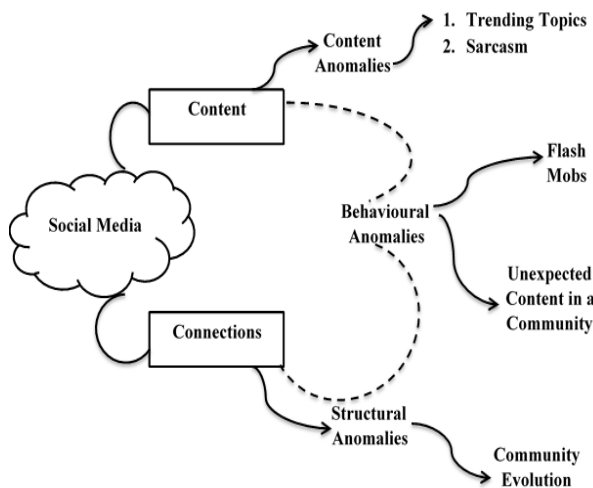 Content
Anomalies
1. Trending Topics
2. Sarcasm
Content
Flash
Mobs
Social Media
Behavioural
Anomalies
Unexpected
Content in a
Community
Connections
Structural
Anomalies
Community
Evolution